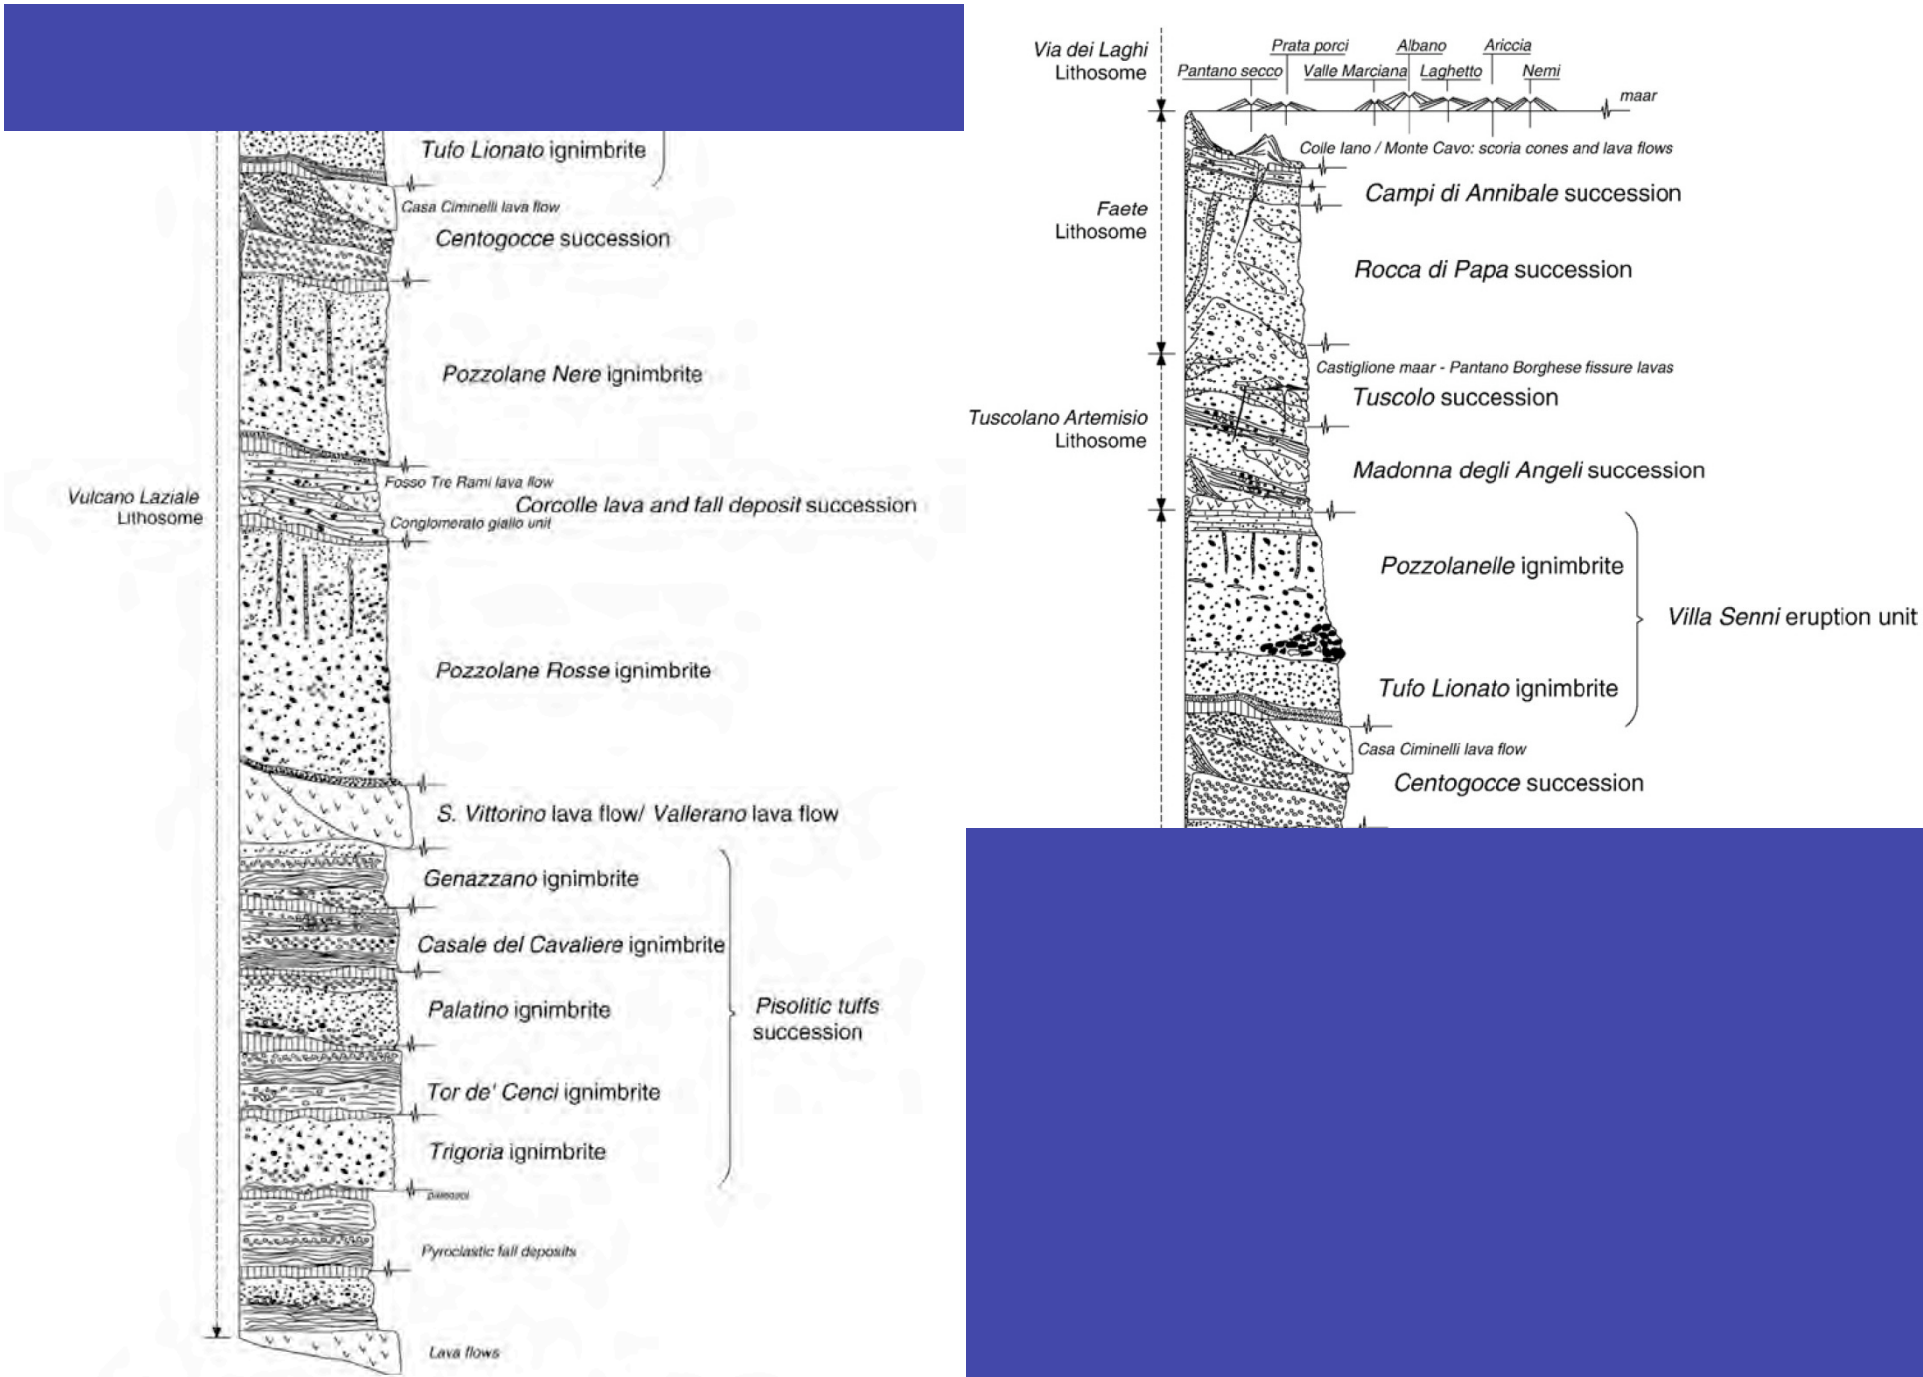 Tufo Lionato ignimbrite
Casa Ciminelli lava flow
Centogocce succession
Pozzolane Nere ignimbrite
Fosso Tre Rami lava flow
Vulcano Laziale
Lithosome
Corcolle lava and fall deposit succession
Conglomerato giallo unit
Pozzolane Rosse ignimbrite
S. Vittorino lava flow/ Vallerano lava flow
Genazzano ignimbrite
Casale del Cavaliere ignimbrite
Palatino ignimbrite
Pisolitic tuffs
succession
Tor de' Cenci ignimbrite
Trigoria ignimbrite
paleosol
Pyroclastic fall deposits
Lava flows
Via dei Laghi
Lithosome
Prata porci
Albano
Ariccia
Pantano secco
Valle Marciana
Laghetto
Nemi
maar
Colle Iano / Monte Cavo: scoria cones and lava flows
Campi di Annibale succession
Faete
Lithosome
Rocca di Papa succession
Castiglione maar - Pantano Borghese fissure lavas
Tuscolo succession
Tuscolano Artemisio
Lithosome
Madonna degli Angeli succession
Pozzolanelle ignimbrite
Villa Senni eruption unit
Tufo Lionato ignimbrite
Casa Ciminelli lava flow
Centogocce succession